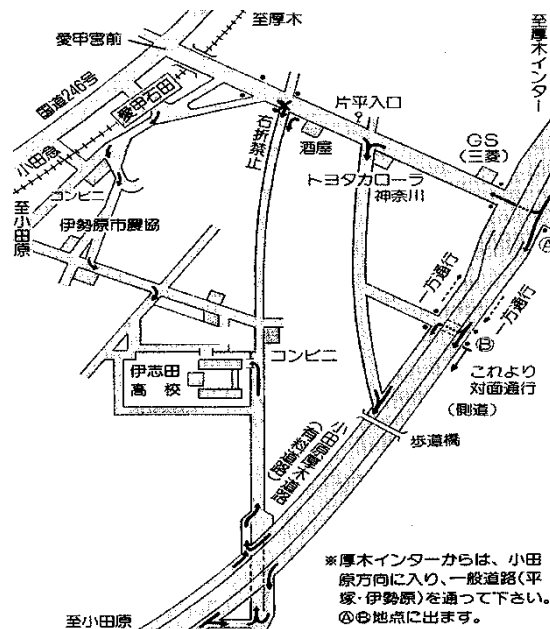 至厚木
愛甲宮前
至厚木インター
国道246号
愛甲石田
小田急
片平入口
右折禁止
酒屋
GS
(三菱)
トヨタカローラ
神奈川
コンビニ
至小田原
伊勢原市農協
Ⓐ
一方通行
一方通行
Ⓑ
コンビニ
これより
対面通行
(側道)
伊志田
高校
歩道橋
小田原厚木道路
(有料道路)
至小田原
※厚木インターからは、小田
原方向に入り、一般道路(平
塚・伊勢原)を通って下さい。
ⒶⒷ地点に出ます。